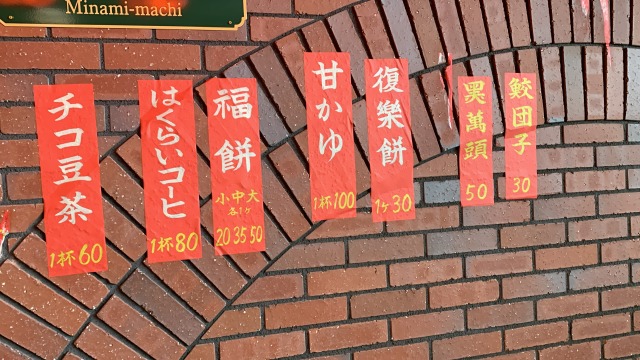 Minami-machi
チコ豆茶
1杯60
はくらいコーヒ
1杯80
福餅
小中大
各1ヶ
20 35 50
甘かゆ
1杯100
復樂餅
1ヶ30
黑萬頭
50
鮫団子
30